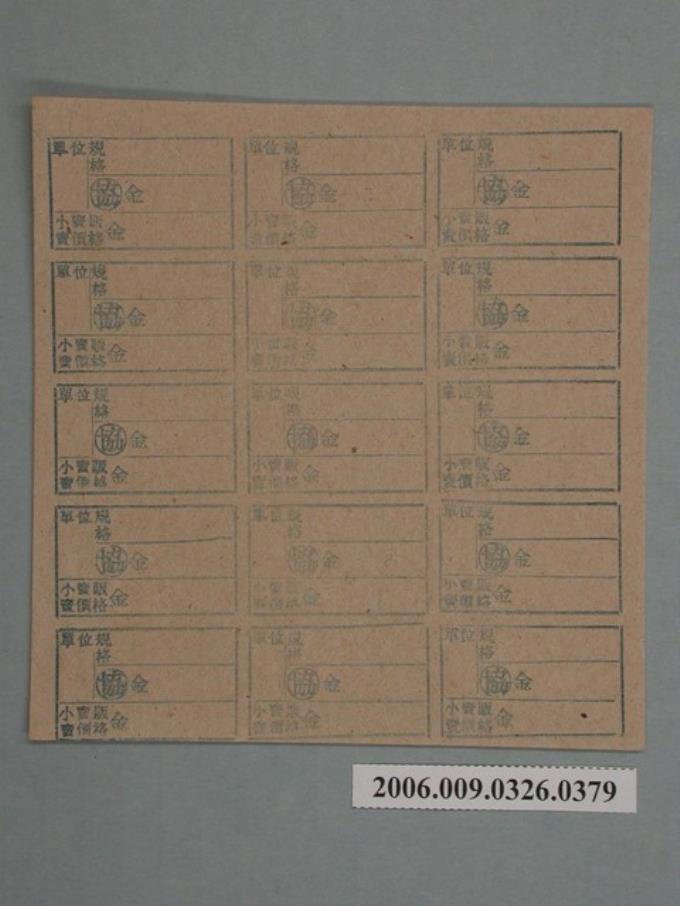 單位規格 單位規格 單位規格
協金 協金 協金
小賣販 小賣販 小賣販
賣價格 金 賣價格 金 賣價格 金
單位規格 單位規格 單位規格
協金 協金 協金
小賣販 小賣販 小賣販
賣價格 金 賣價格 金 賣價格 金
單位規格 單位規格 單位規格
協金 協金 協金
小賣販 小賣販 小賣販
賣價格 金 賣價格 金 賣價格 金
單位規格 單位規格 單位規格
協金 協金 協金
小賣販 小賣販 小賣販
賣價格 金 賣價格 金 賣價格 金
單位規格 單位規格 單位規格
協金 協金 協金
小賣販 小賣販 小賣販
賣價格 金 賣價格 金 賣價格 金
2006.009.0326.0379